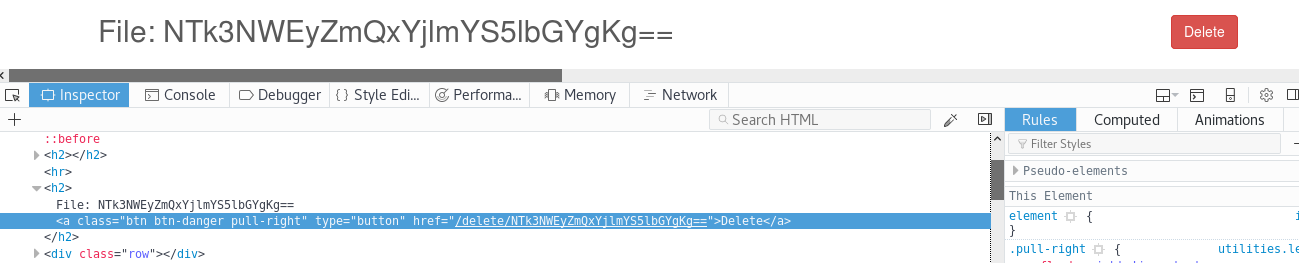 File: NTk3NWEyZmQxYjlmYS5lbGYgKg==
Delete
Inspector
Console
Debugger
Style Edi...
Performa...
Memory
Network
Search HTML
Rules
Computed
Animations
::before
<h2></h2>
<hr>
<h2>
File: NTk3NWEyZmQxYjlmYS5lbGYgKg==
<a class="btn btn-danger pull-right" type="button" href="/delete/NTk3NWEyZmQxYjlmYS5lbGYgKg==">Delete</a>
</h2>
<div class="row"></div>
Filter Styles
Pseudo-elements
This Element
element {
}
.pull-right {
utilities.le